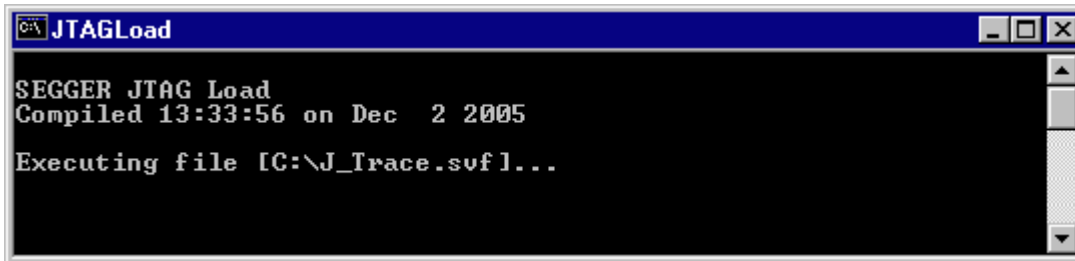 JTAGLoad
SEGGER JTAG Load
Compiled 13:33:56 on Dec  2 2005
Executing file [C:\J_Trace.svf]...